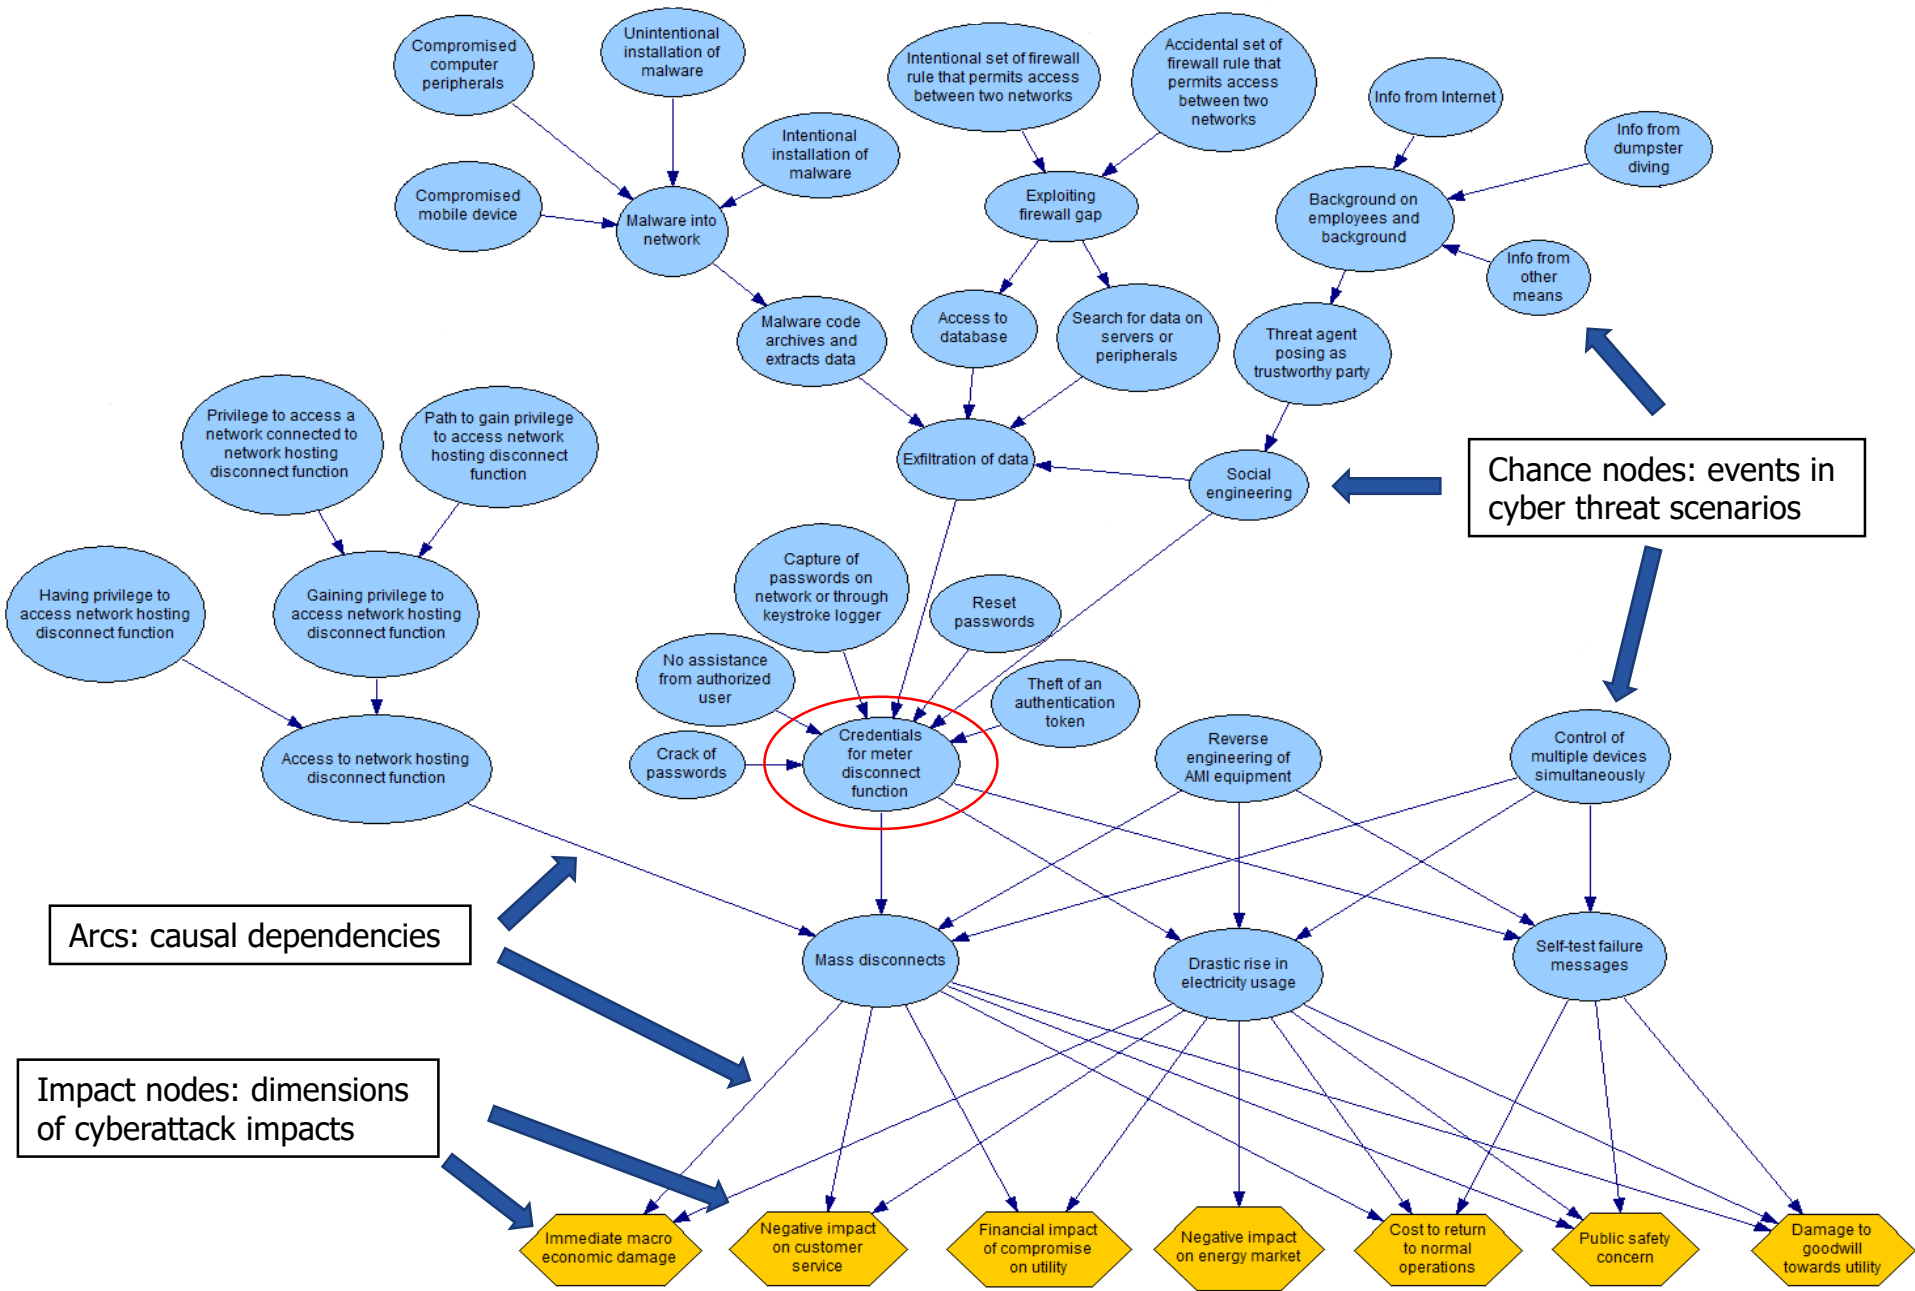 Compromised
computer
peripherals
Unintentional
installation of
malware
Intentional set of firewall
rule that permits access
between two networks
Accidental set of
firewall rule that
permits access
between two
networks
Info from Internet
Info from
dumpster
diving
Intentional
installation of
malware
Compromised
mobile device
Malware into
network
Exploiting
firewall gap
Background on
employees and
background
Info from
other
means
Malware code
archives and
extracts data
Access to
database
Search for data on
servers or
peripherals
Threat agent
posing as
trustworthy party
Privilege to access a
network connected to
network hosting
disconnect function
Path to gain privilege
to access network
hosting disconnect
function
Exfiltration of data
Social
engineering
Chance nodes: events in
cyber threat scenarios
Having privilege to
access network hosting
disconnect function
Gaining privilege to
access network hosting
disconnect function
Capture of
passwords on
network or through
keystroke logger
Reset
passwords
No assistance
from authorized
user
Theft of an
authentication
token
Crack of
passwords
Credentials
for meter
disconnect
function
Access to network hosting
disconnect function
Reverse
engineering of
AMI equipment
Control of
multiple devices
simultaneously
Arcs: causal dependencies
Mass disconnects
Drastic rise in
electricity usage
Self-test failure
messages
Impact nodes: dimensions
of cyberattack impacts
Immediate macro
economic damage
Negative impact
on customer
service
Financial impact
of compromise
on utility
Negative impact
on energy market
Cost to return
to normal
operations
Public safety
concern
Damage to
goodwill
towards utility